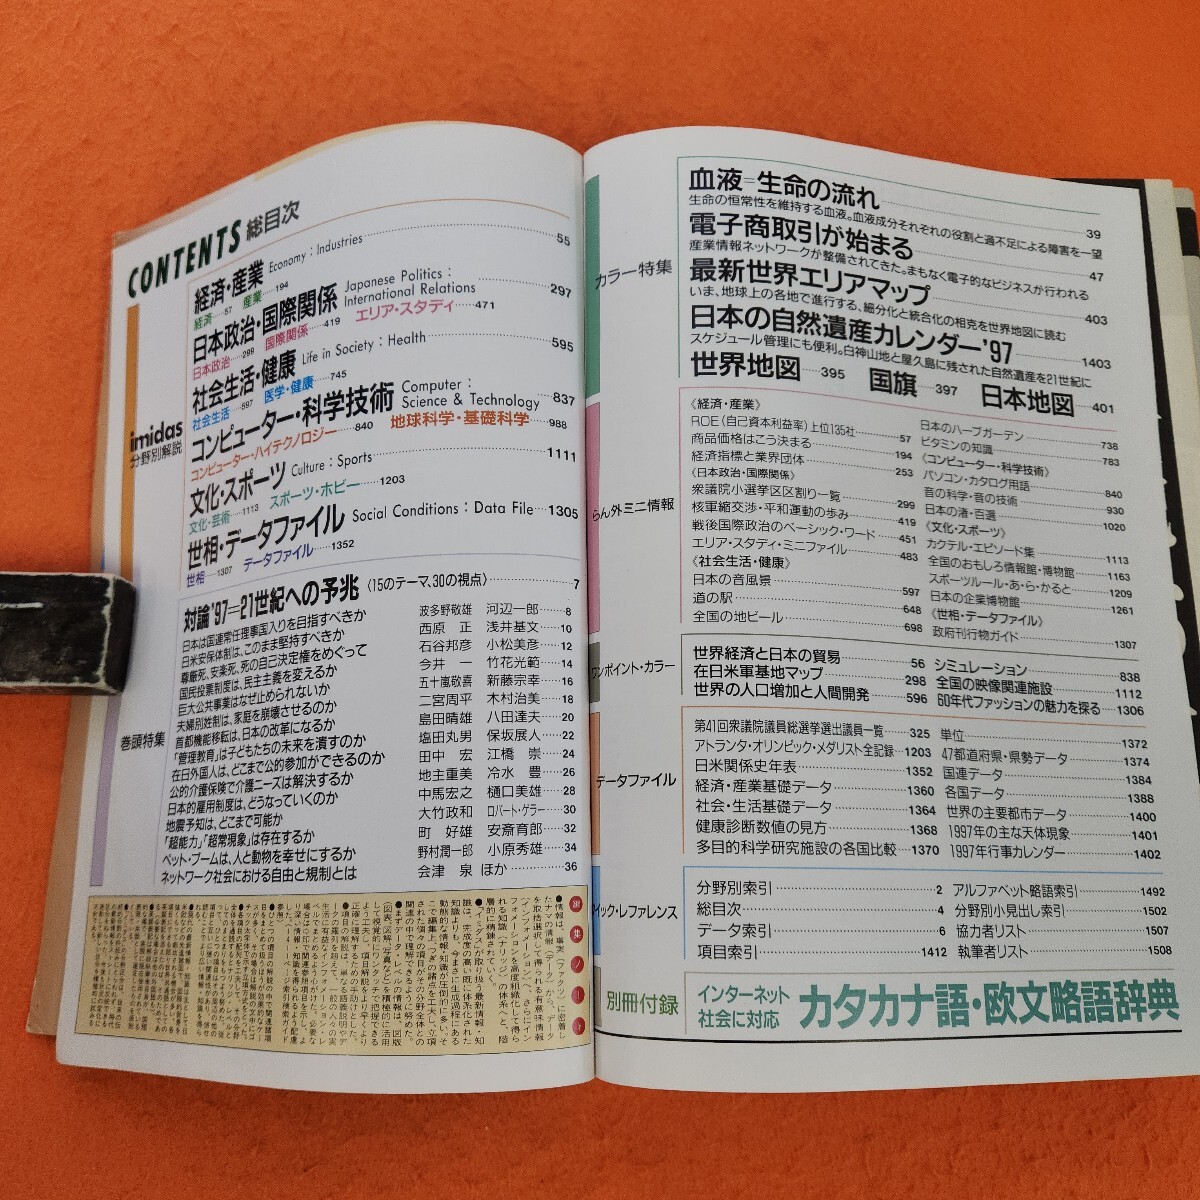 CONTENTS 総目次
imidas
分野別解説
経済・産業 Economy : Industries 55
経済……57 産業……194
日本政治・国際関係 Japanese Politics : International Relations 297
日本政治……299 国際関係……419 エリア・スタディ……471
社会生活・健康 Life in Society : Health 595
社会生活……597 医学・健康……745
コンピューター・科学技術 Computer : Science & Technology 837
コンピューター・ハイテクノロジー……840 地球科学・基礎科学……988
文化・スポーツ Culture : Sports 1111
文化・芸術……1113 スポーツ・ホビー……1203
世相・データファイル Social Conditions : Data File 1305
世相……1307 データファイル……1352
巻頭特集
対論'97=21世紀への予兆〈15のテーマ、30の視点〉 7
日本は国連常任理事国入りを目指すべきか 波多野敬雄 河辺一郎 8
日米安保体制は、このまま堅持すべきか 西原 正 浅井基文 10
尊厳死、安楽死、死の自己決定権をめぐって 石谷邦彦 小松美彦 12
国民投票制度は、民主主義を変えるか 今井 一 竹花光範 14
巨大公共事業はなぜ止められないか 五十嵐敬喜 新藤宗幸 16
夫婦別姓制は、家庭を崩壊させるのか 二宮周平 木村治美 18
首都機能移転は、日本の改革になるか 島田晴雄 八田達夫 20
「管理教育」は子どもたちの未来を潰すのか 塩田丸男 保坂展人 22
在日外国人は、どこまで公的参加ができるのか 田中 宏 江橋 崇 24
公的介護保険で介護ニーズは解決するか 地主重美 冷水 豊 26
日本的雇用制度は、どうなっていくのか 中馬宏之 樋口美雄 28
地震予知は、どこまで可能か 大竹政和 ロバート・ゲラー 30
「超能力」「超常現象」は存在するか 町 好雄 安斎育郎 32
ペット・ブームは、人と動物を幸せにするか 野村潤一郎 小原秀雄 34
ネットワーク社会における自由と規制とは 会津 泉 ほか 36
編集ノート
カラー特集
血液=生命の流れ 39
生命の恒常性を維持する血液。血液成分それぞれの役割と過不足による障害を一望
電子商取引が始まる 47
産業情報ネットワークが整備されてきた。まもなく電子的なビジネスが行われる
最新世界エリアマップ 403
いま、地球上の各地で進行する、細分化と統合化の相克を世界地図に読む
日本の自然遺産カレンダー'97 1403
スケジュール管理にも便利。白神山地と屋久島に残された自然遺産を21世紀に
世界地図……395 国旗……397 日本地図……401
らん外ミニ情報
《経済・産業》
ROE(自己資本利益率)上位135社 57
商品価格はこう決まる 194
経済指標と業界団体 253
《日本政治・国際関係》
衆議院小選挙区区割り一覧 299
核軍縮交渉・平和運動の歩み 419
戦後国際政治のベーシック・ワード 451
エリア・スタディ・ミニファイル 483
《社会生活・健康》
日本の音風景 597
道の駅 648
全国の地ビール 698
日本のハーブガーデン 738
ビタミンの知識 783
《コンピューター・科学技術》
パソコン・カタログ用語 840
音の科学・音の技術 930
日本の渚・百選 1020
《文化・スポーツ》
カクテル・エピソード集 1113
全国のおもしろ情報館・博物館 1163
スポーツルール・あ・ら・かると 1209
日本の企業博物館 1261
《世相・データファイル》
政府刊行物ガイド 1307
ワンポイント・カラー
世界経済と日本の貿易 56
在日米軍基地マップ 298
世界の人口増加と人間開発 596
シミュレーション 838
全国の映像関連施設 1112
60年代ファッションの魅力を探る 1306
データファイル
第41回衆議院議員総選挙選出議員一覧 325
アトランタ・オリンピック・メダリスト全記録 1203
日米関係史年表 1352
経済・産業基礎データ 1360
社会・生活基礎データ 1364
健康診断数値の見方 1368
多目的科学研究施設の各国比較 1370
単位 1372
47都道府県・県勢データ 1374
国連データ 1384
各国データ 1388
世界の主要都市データ 1400
1997年の主な天体現象 1401
1997年行事カレンダー 1402
イック・レファレンス
分野別索引 2
総目次 4
データ索引 6
項目索引 1412
アルファベット略語索引 1492
分野別小見出し索引 1502
協力者リスト 1507
執筆者リスト 1508
別冊付録
インターネット社会に対応 カタカナ語・欧文略語辞典